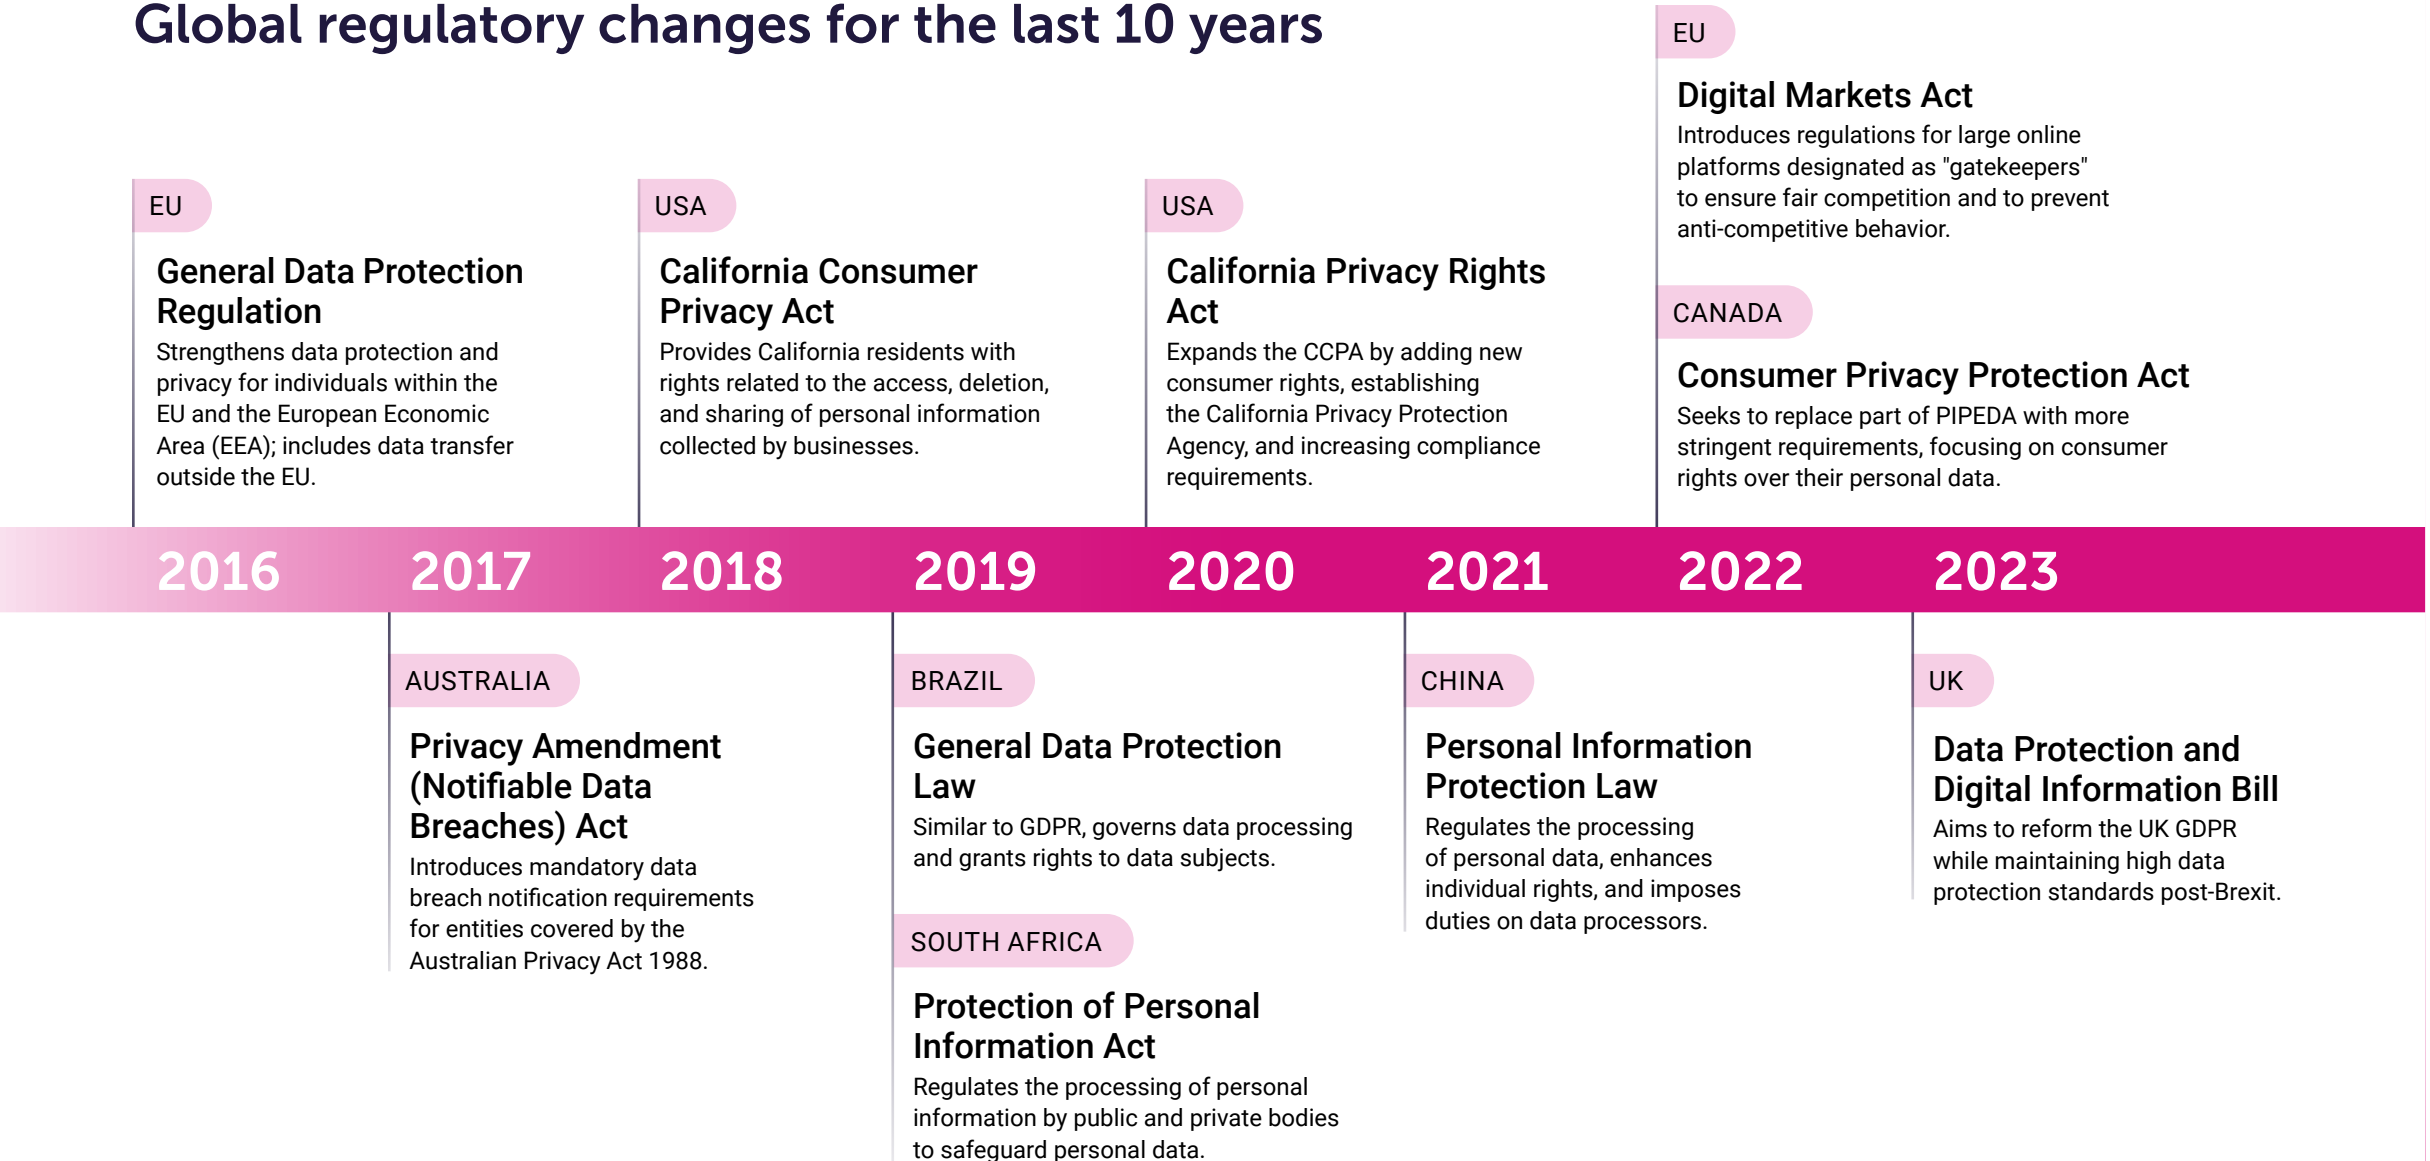 Global regulatory changes for the last 10 years
EU
General Data Protection
Regulation
Strengthens data protection and
privacy for individuals within the
EU and the European Economic
Area (EEA); includes data transfer
outside the EU.
USA
California Consumer
Privacy Act
Provides California residents with
rights related to the access, deletion,
and sharing of personal information
collected by businesses.
USA
California Privacy Rights
Act
Expands the CCPA by adding new
consumer rights, establishing
the California Privacy Protection
Agency, and increasing compliance
requirements.
EU
Digital Markets Act
Introduces regulations for large online
platforms designated as "gatekeepers"
to ensure fair competition and to prevent
anti-competitive behavior.
CANADA
Consumer Privacy Protection Act
Seeks to replace part of PIPEDA with more
stringent requirements, focusing on consumer
rights over their personal data.
2016 2017 2018 2019 2020 2021 2022 2023
AUSTRALIA
Privacy Amendment
(Notifiable Data
Breaches) Act
Introduces mandatory data
breach notification requirements
for entities covered by the
Australian Privacy Act 1988.
BRAZIL
General Data Protection
Law
Similar to GDPR, governs data processing
and grants rights to data subjects.
SOUTH AFRICA
Protection of Personal
Information Act
Regulates the processing of personal
information by public and private bodies
to safeguard personal data.
CHINA
Personal Information
Protection Law
Regulates the processing
of personal data, enhances
individual rights, and imposes
duties on data processors.
UK
Data Protection and
Digital Information Bill
Aims to reform the UK GDPR
while maintaining high data
protection standards post-Brexit.